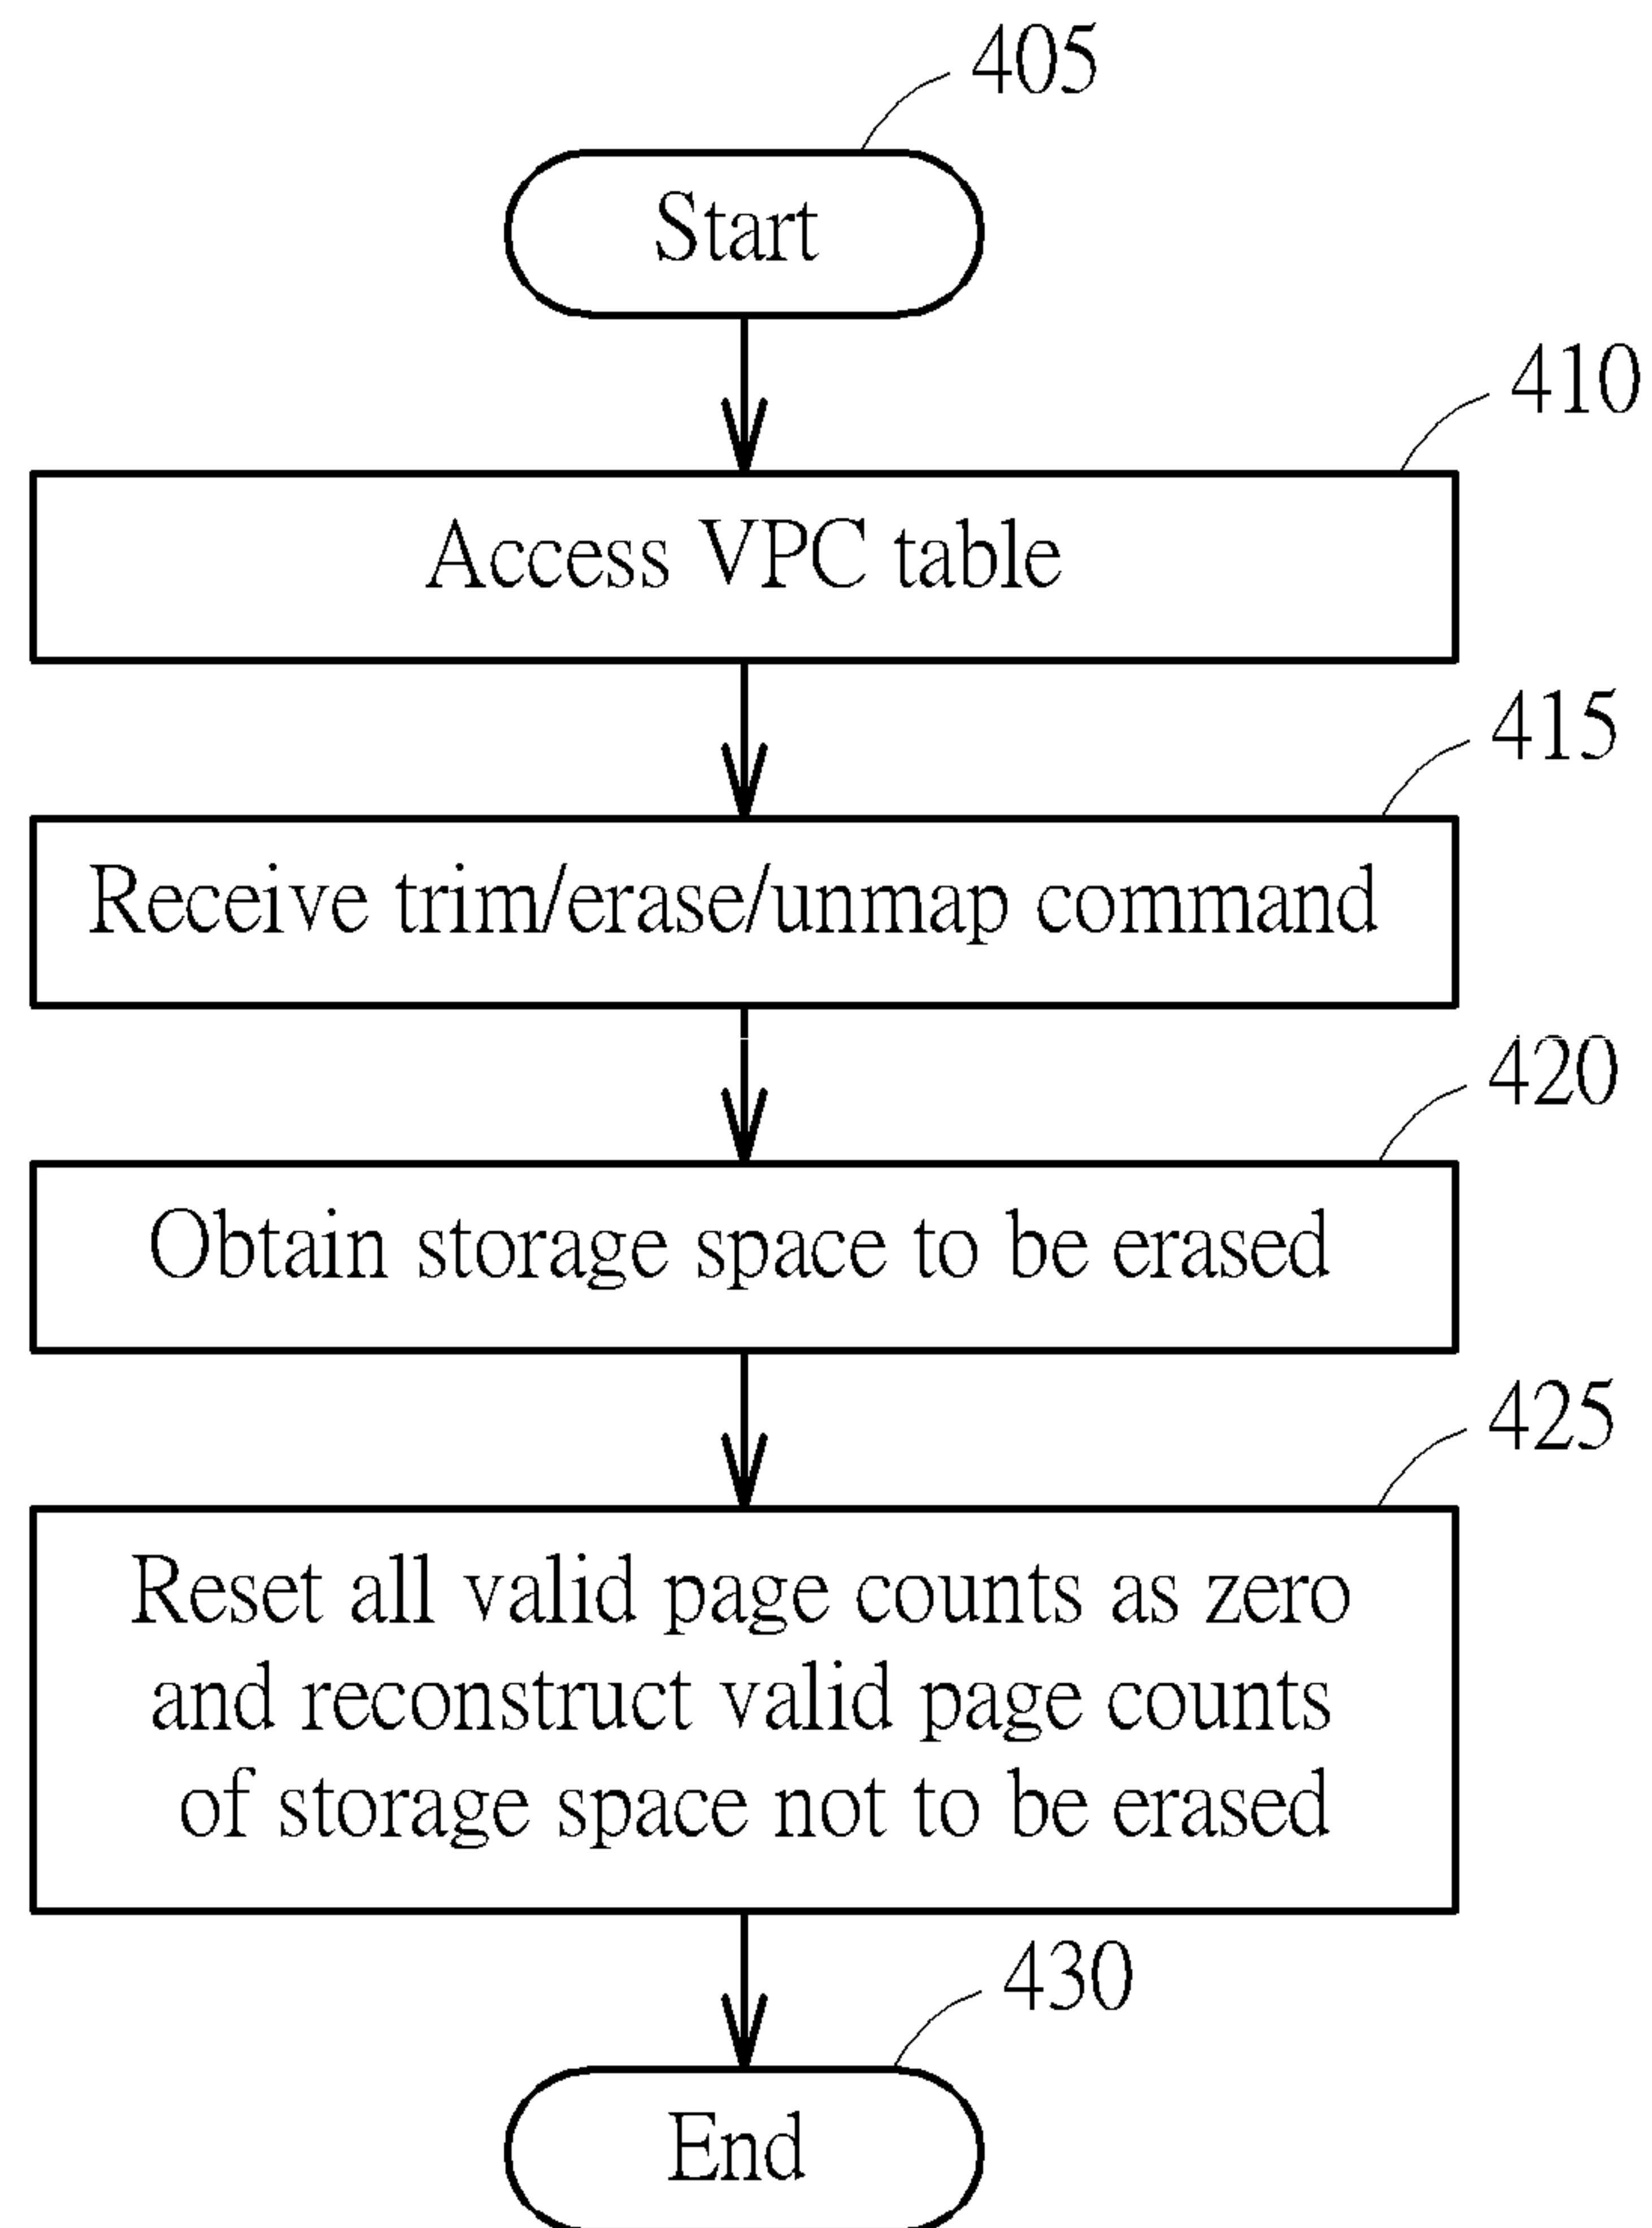 405
Start
410
Access VPC table
415
Receive trim/erase/unmap command
420
Obtain storage space to be erased
425
Reset all valid page counts as zero
and reconstruct valid page counts
of storage space not to be erased
430
End